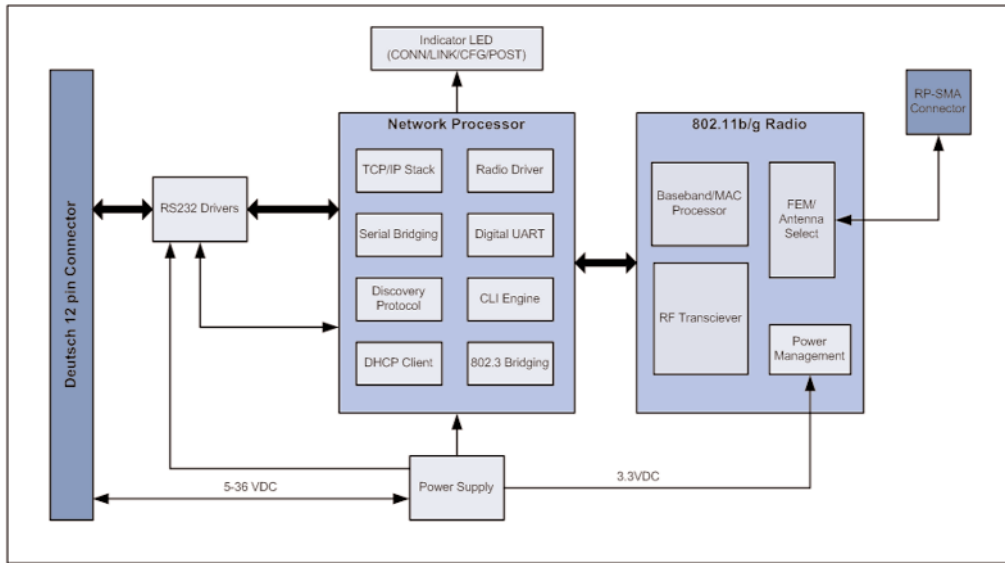 Indicator LED
(CONN/LINK/CFG/POST)
RP-SMA
Connector
Network Processor
802.11b/g Radio
TCP/IP Stack
Radio Driver
Baseband/MAC
Processor
FEM/
Antenna
Select
RS232 Drivers
Serial Bridging
Digital UART
Deutsch 12 pin Connector
Discovery
Protocol
CLI Engine
RF Transciever
Power
Management
DHCP Client
802.3 Bridging
5-36 VDC
Power Supply
3.3VDC